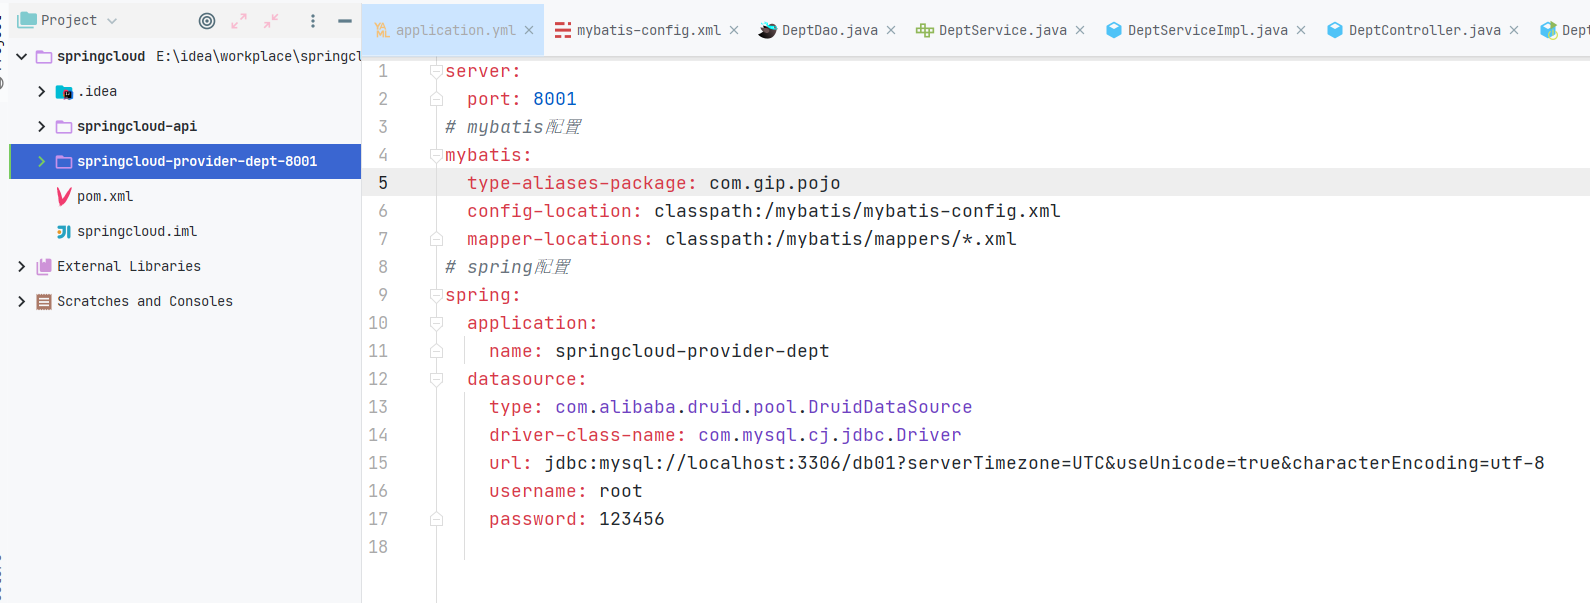 Project
application.yml
mybatis-config.xml
DeptDao.java
DeptService.java
DeptServiceImpl.java
DeptController.java
springcloud E:\idea\workplace\springcl
.idea
springcloud-api
springcloud-provider-dept-8001
pom.xml
springcloud.iml
External Libraries
Scratches and Consoles
1 server:
2 port: 8001
3 # mybatis配置
4 mybatis:
5 type-aliases-package: com.gip.pojo
6 config-location: classpath:/mybatis/mybatis-config.xml
7 mapper-locations: classpath:/mybatis/mappers/*.xml
8 # spring配置
9 spring:
10 application:
11 name: springcloud-provider-dept
12 datasource:
13 type: com.alibaba.druid.pool.DruidDataSource
14 driver-class-name: com.mysql.cj.jdbc.Driver
15 url: jdbc:mysql://localhost:3306/db01?serverTimezone=UTC&useUnicode=true&characterEncoding=utf-8
16 username: root
17 password: 123456
18